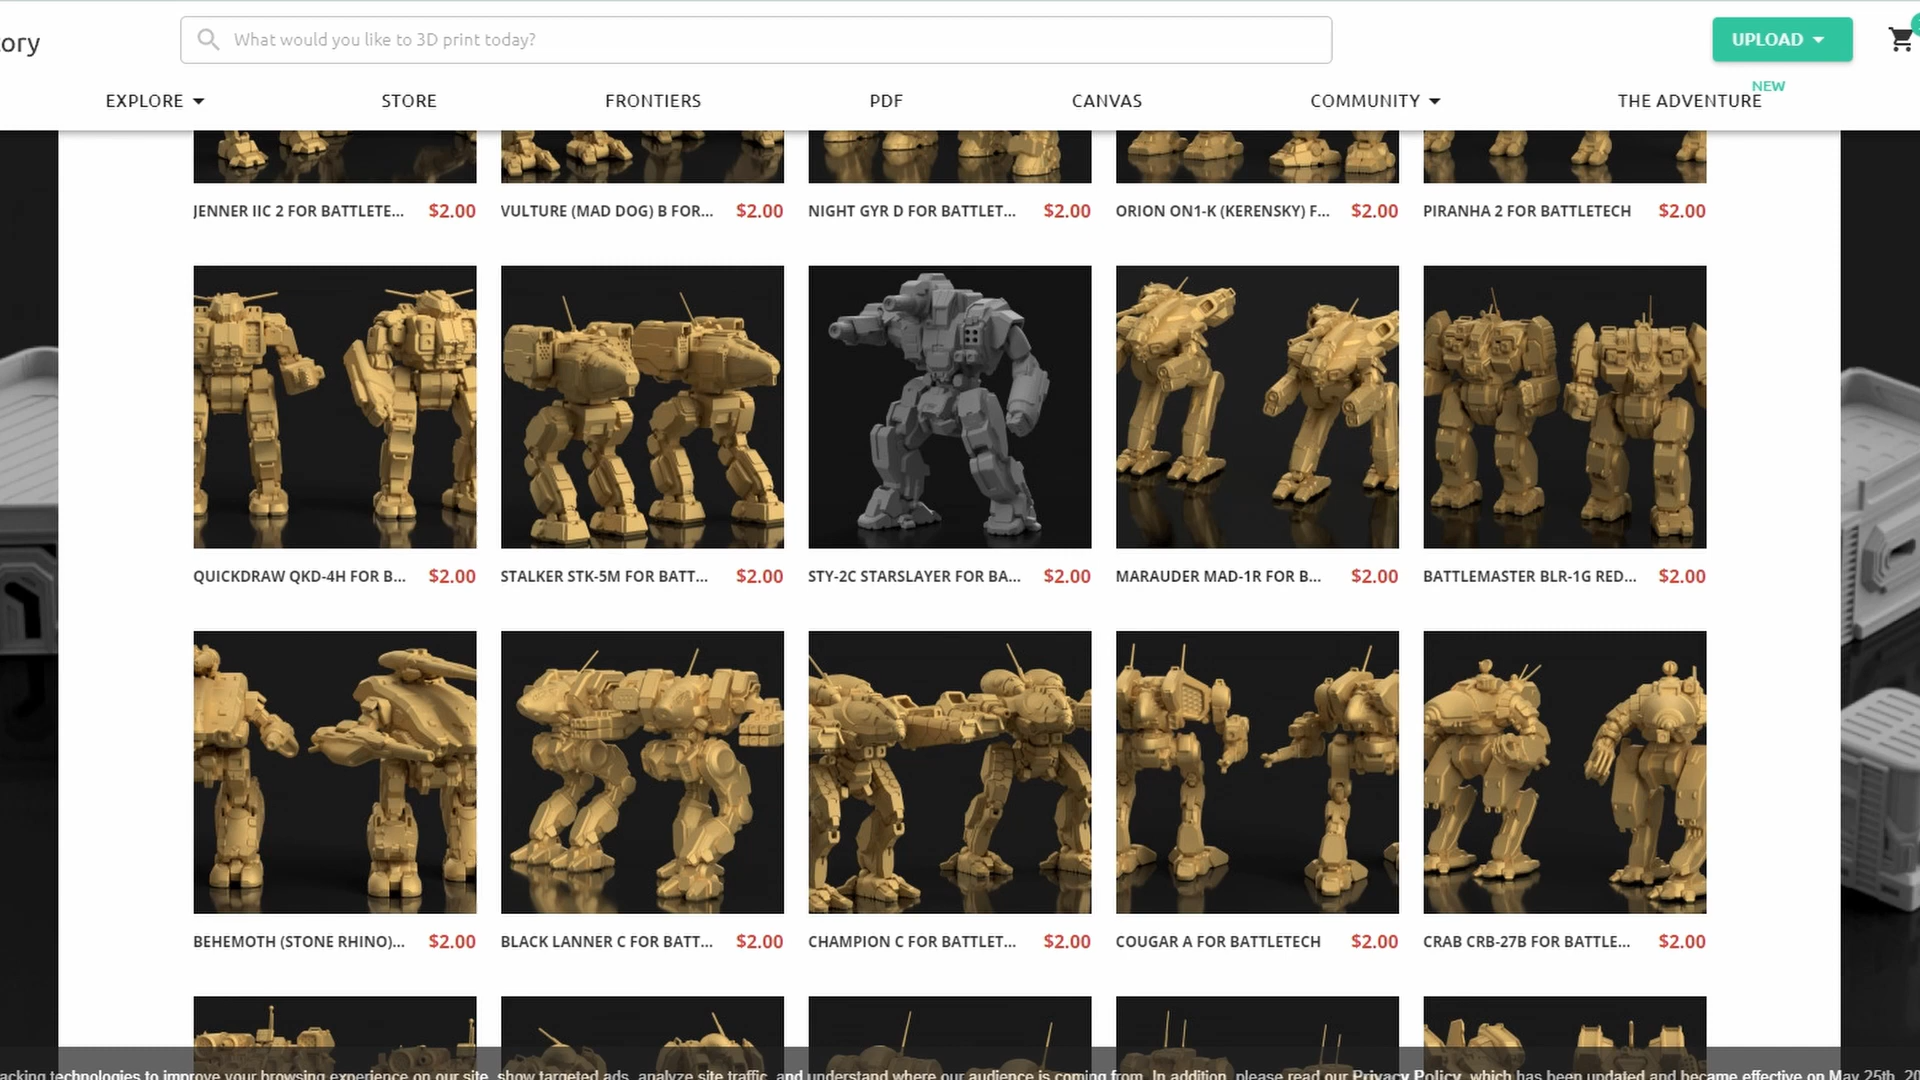 ory
What would you like to 3D print today?
UPLOAD
NEW
EXPLORE STORE FRONTIERS PDF CANVAS COMMUNITY THE ADVENTURE
JENNER IIC 2 FOR BATTLETE... $2.00 VULTURE (MAD DOG) B FOR... $2.00 NIGHT GYR D FOR BATTLET... $2.00 ORION ON1-K (KERENSKY) F... $2.00 PIRANHA 2 FOR BATTLETECH $2.00
QUICKDRAW QKD-4H FOR B... $2.00 STALKER STK-5M FOR BATT... $2.00 STY-2C STARSLAYER FOR BA... $2.00 MARAUDER MAD-1R FOR B... $2.00 BATTLEMASTER BLR-1G RED... $2.00
BEHEMOTH (STONE RHINO)... $2.00 BLACK LANNER C FOR BATT... $2.00 CHAMPION C FOR BATTLET... $2.00 COUGAR A FOR BATTLETECH $2.00 CRAB CRB-27B FOR BATTLE... $2.00
acking technologies to improve your browsing experience on our site, show targeted ads, analyze site traffic, and understand where our audience is coming from. In addition, please read our Privacy Policy, which has been updated and became effective on May 25th, 20